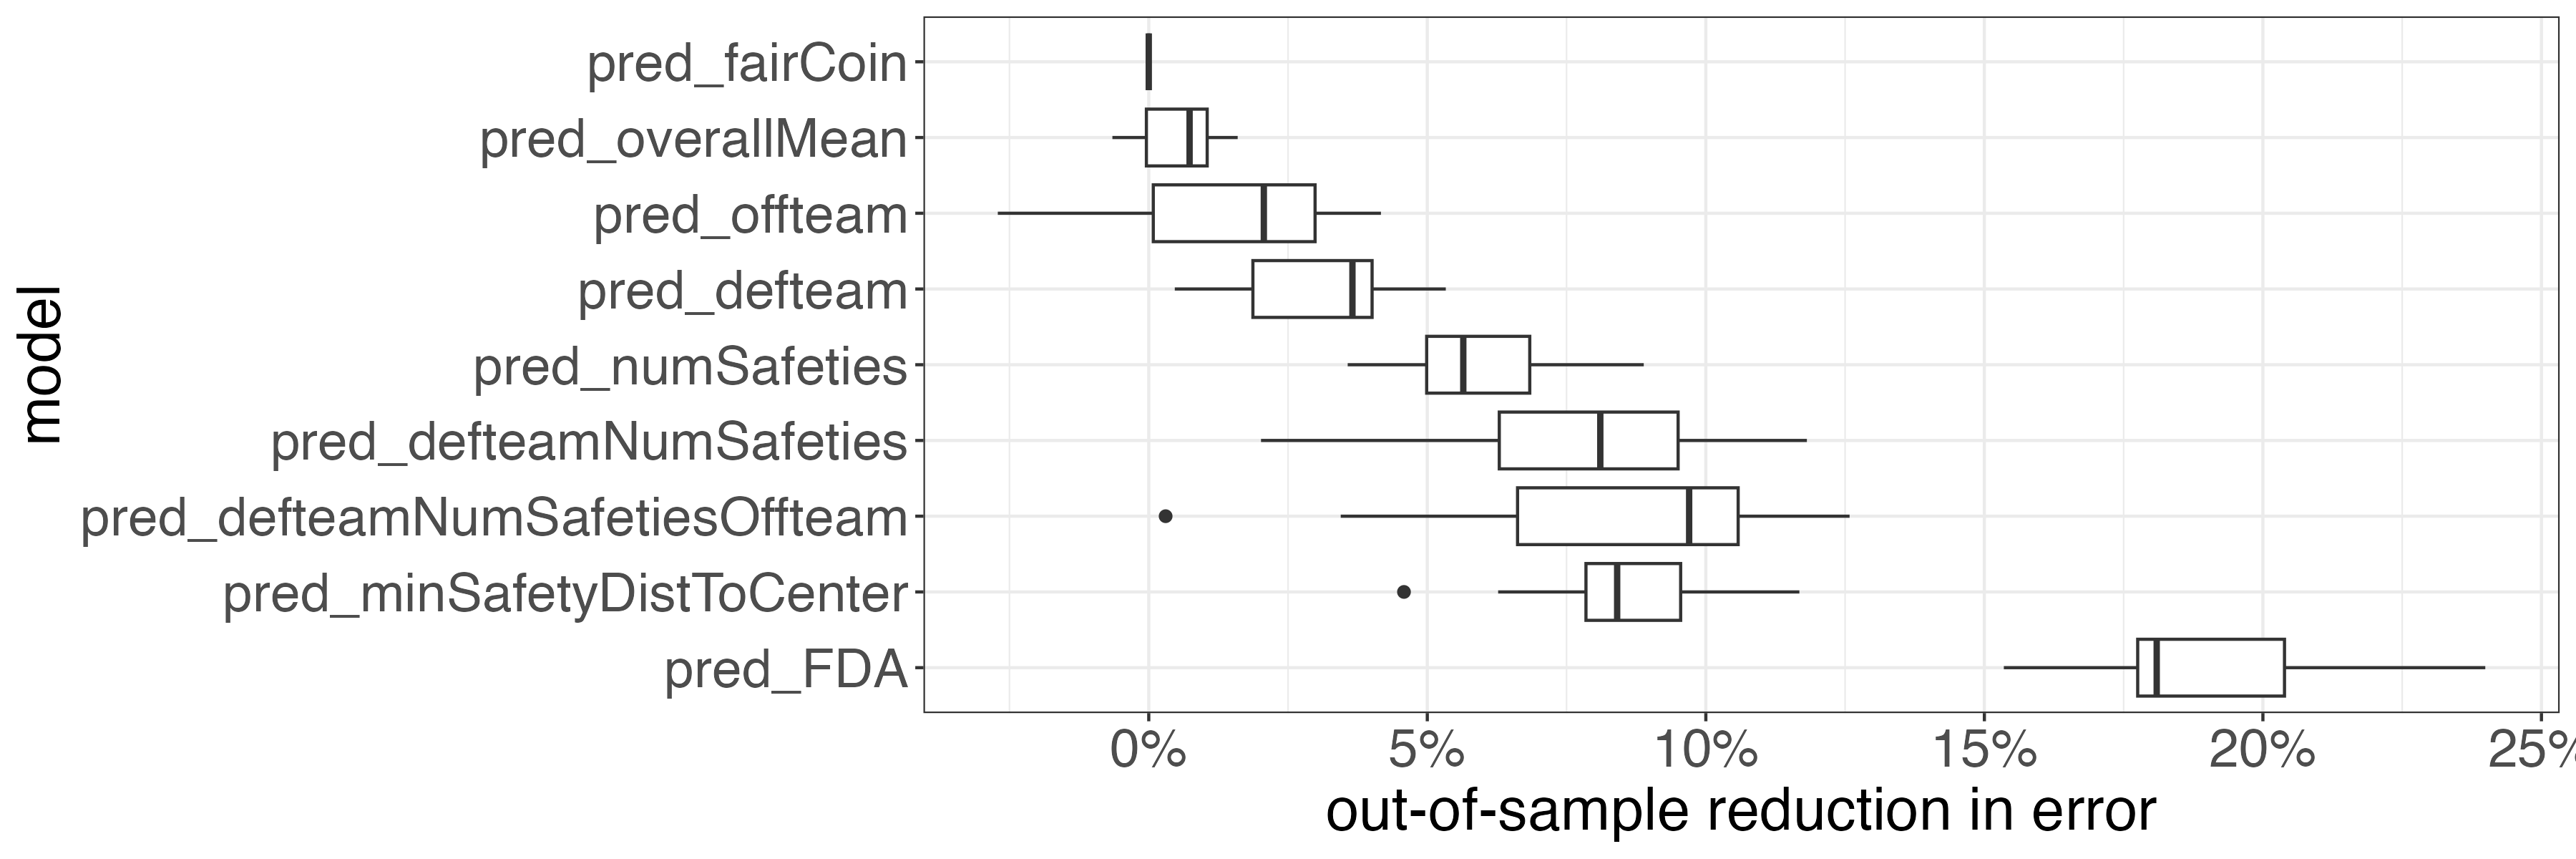 model
pred_fairCoin
pred_overallMean
pred_offteam
pred_defteam
pred_numSafeties
pred_defteamNumSafeties
pred_defteamNumSafetiesOffteam
pred_minSafetyDistToCenter
pred_FDA
0% 5% 10% 15% 20% 25%
out-of-sample reduction in error